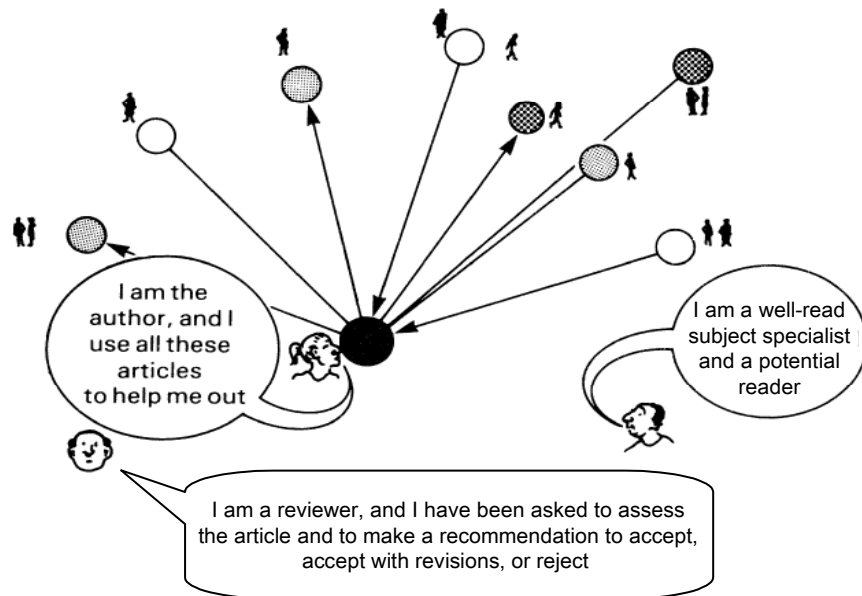 I am the
author, and I
use all these
articles
to help me out
I am a well-read
subject specialist
and a potential
reader
I am a reviewer, and I have been asked to assess
the article and to make a recommendation to accept,
accept with revisions, or reject